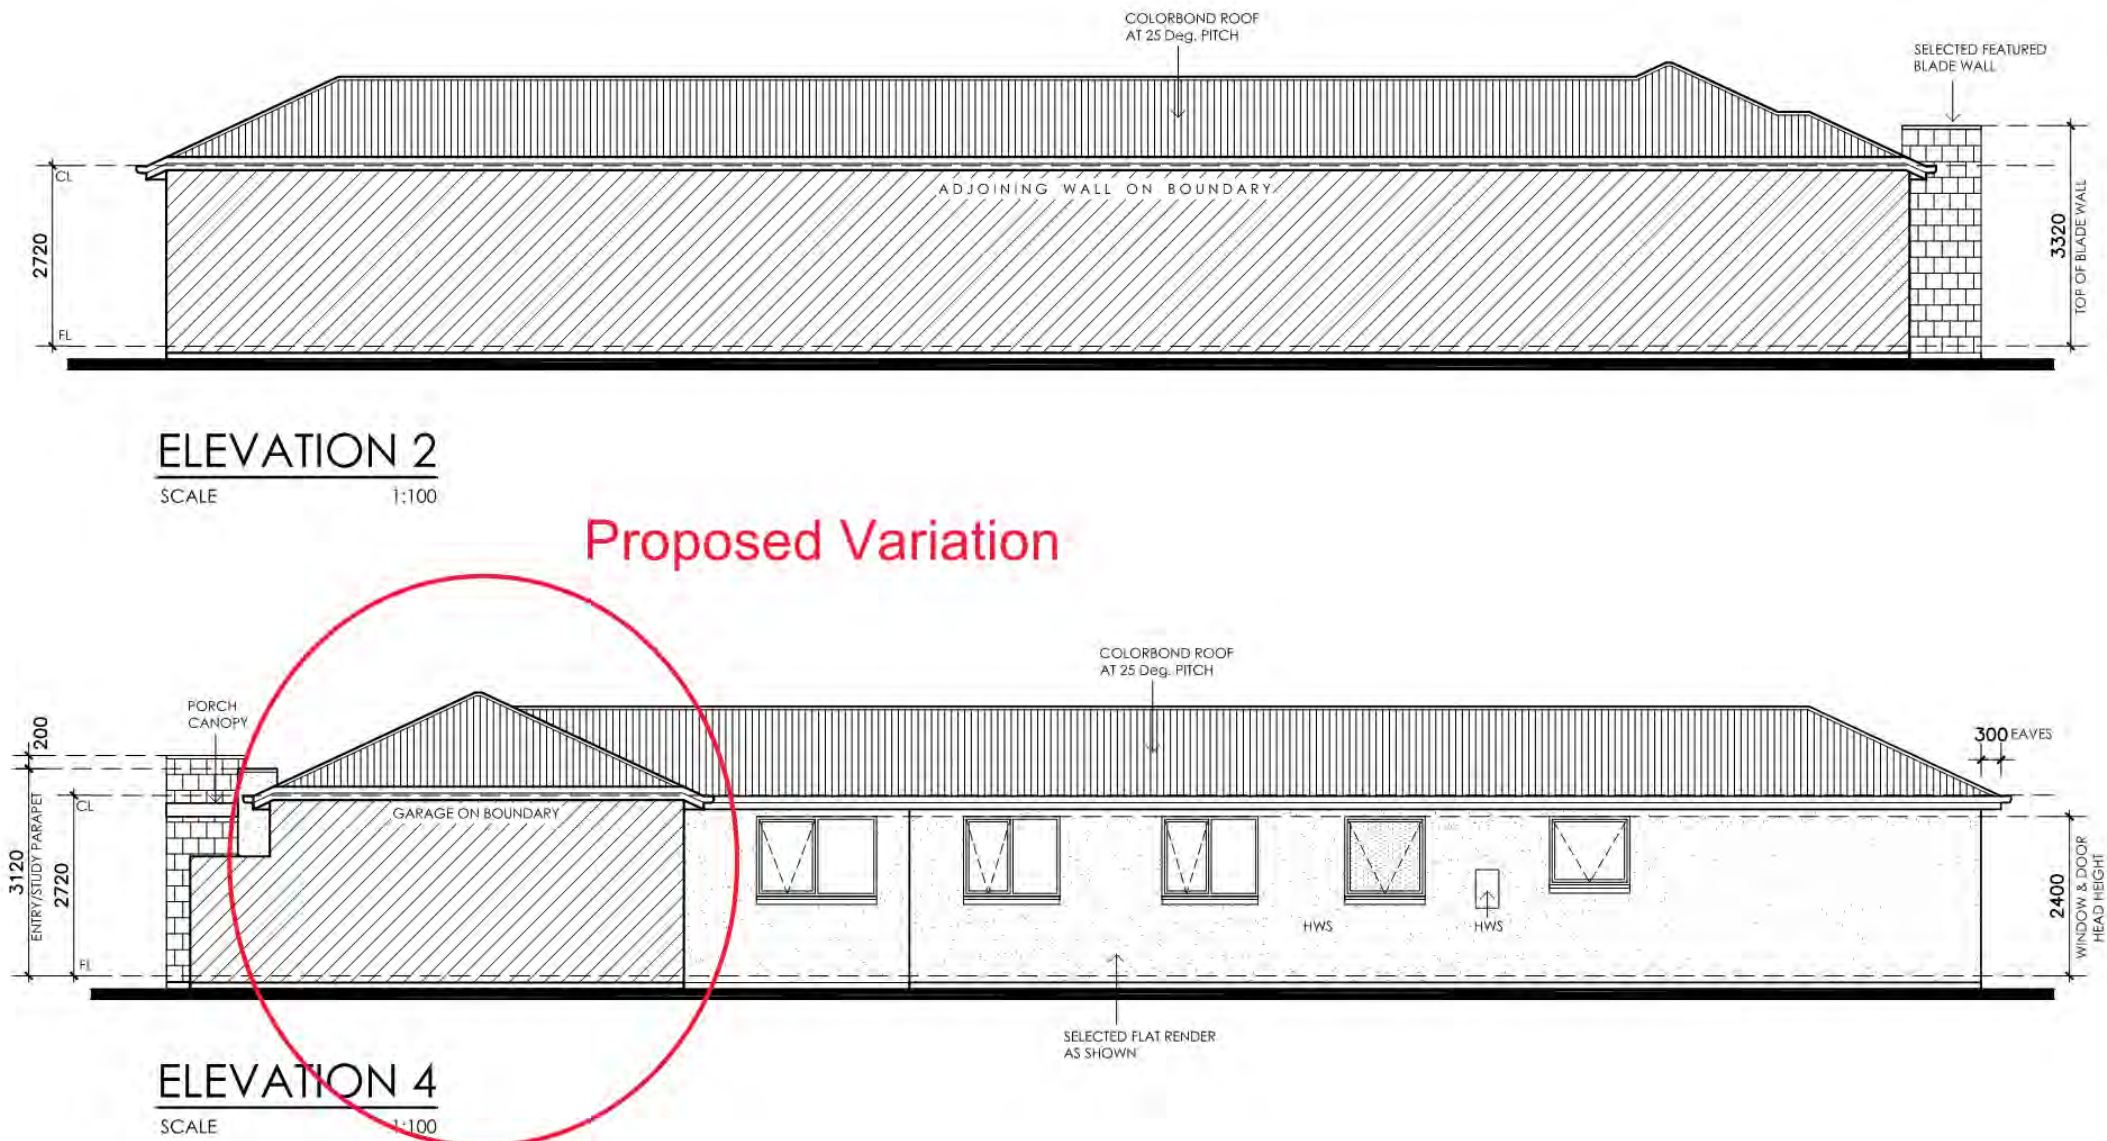 COLORBOND ROOF
AT 25 Deg. PITCH
SELECTED FEATURED
BLADE WALL
CL
2720
FL
ADJOINING WALL ON BOUNDARY
3320
TOP OF BLADE WALL
ELEVATION 2
SCALE 1:100
Proposed Variation
COLORBOND ROOF
AT 25 Deg. PITCH
PORCH
CANOPY
200
3120
ENTRY/STUDY PARAPET
2720
CL
FL
GARAGE ON BOUNDARY
300 EAVES
HWS
HWS
2400
WINDOW & DOOR
HEAD HEIGHT
SELECTED FLAT RENDER
AS SHOWN
ELEVATION 4
SCALE 1:100